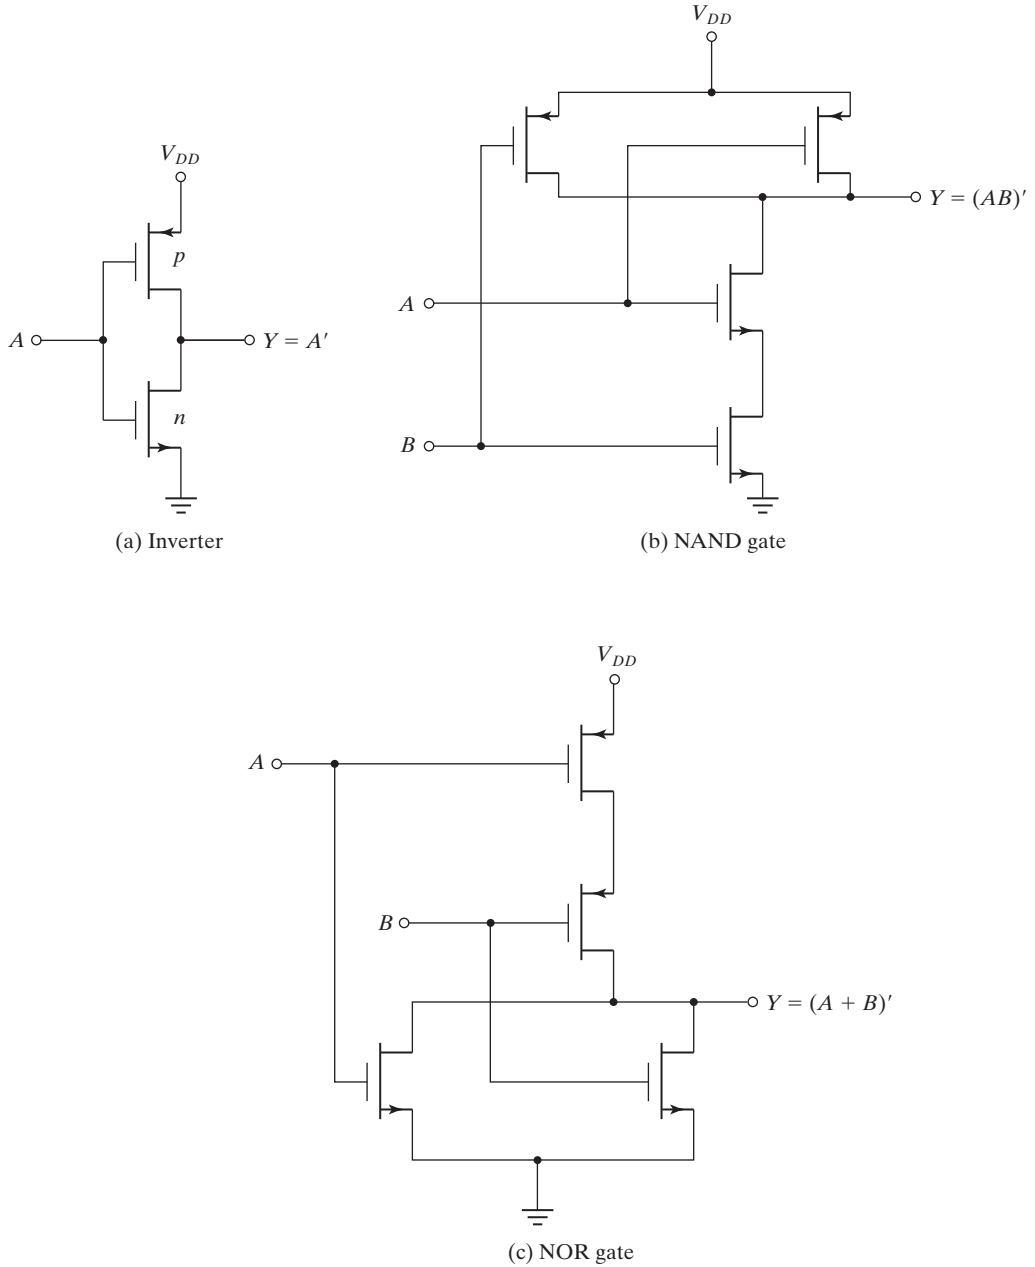 V_DD
p
A
Y = A′
n
(a) Inverter
V_DD
Y = (AB)′
A
B
(b) NAND gate
V_DD
A
B
Y = (A + B)′
(c) NOR gate